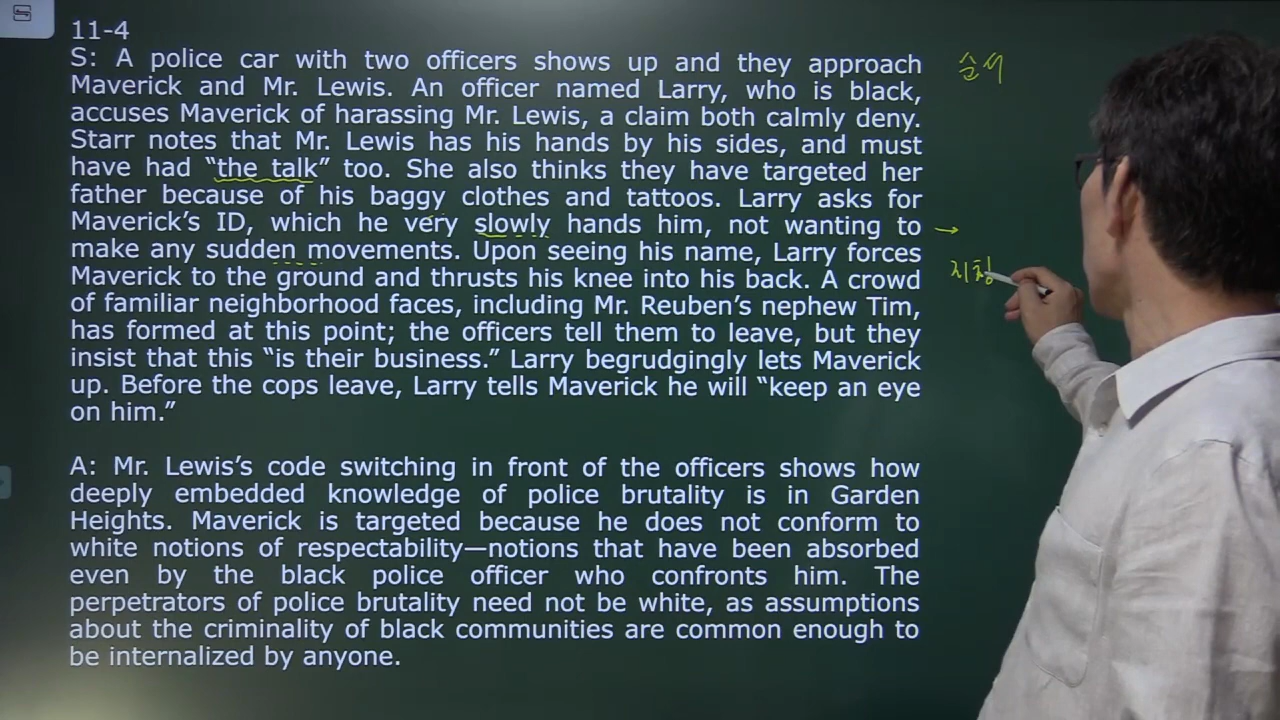 11-4
S: A police car with two officers shows up and they approach
Maverick and Mr. Lewis. An officer named Larry, who is black,
accuses Maverick of harassing Mr. Lewis, a claim both calmly deny.
Starr notes that Mr. Lewis has his hands by his sides, and must
have had “the talk” too. She also thinks they have targeted her
father because of his baggy clothes and tattoos. Larry asks for
Maverick’s ID, which he very slowly hands him, not wanting to
make any sudden movements. Upon seeing his name, Larry forces
Maverick to the ground and thrusts his knee into his back. A crowd
of familiar neighborhood faces, including Mr. Reuben’s nephew Tim,
has formed at this point; the officers tell them to leave, but they
insist that this “is their business.” Larry begrudgingly lets Maverick
up. Before the cops leave, Larry tells Maverick he will “keep an eye
on him.”
A: Mr. Lewis’s code switching in front of the officers shows how
deeply embedded knowledge of police brutality is in Garden
Heights. Maverick is targeted because he does not conform to
white notions of respectability—notions that have been absorbed
even by the black police officer who confronts him. The
perpetrators of police brutality need not be white, as assumptions
about the criminality of black communities are common enough to
be internalized by anyone.
지침